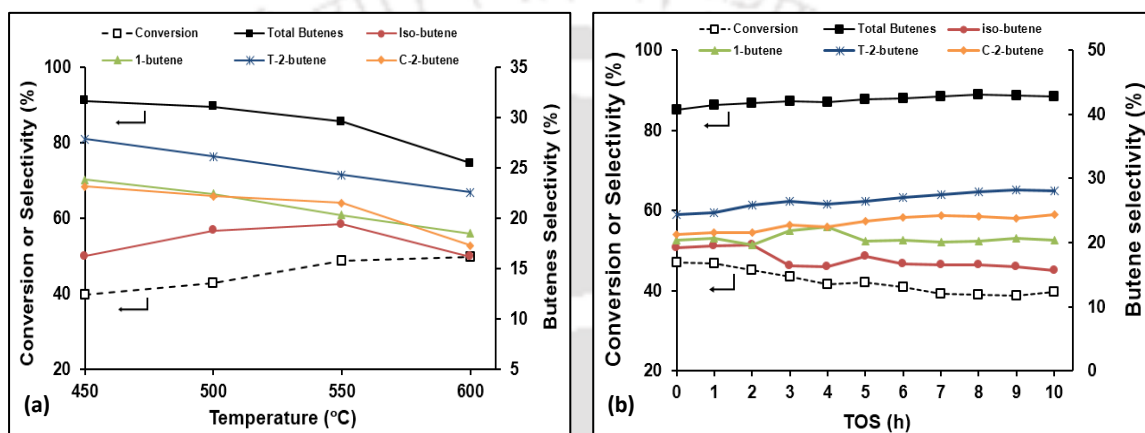 Conversion Total Butenes Iso-butene
1-butene T-2-butene C-2-butene
Conversion or Selectivity (%)
100
80
60
40
20
35
30
25
20
15
10
5
Butenes Selectivity (%)
450 500 550 600
(a)
Temperature (°C)
Conversion Total Butenes iso-butene
1-butene T-2-butene C-2-butene
Conversion or Selectivity (%)
100
80
60
40
20
50
40
30
20
10
0
Butene selectivity (%)
0 1 2 3 4 5 6 7 8 9 10
(b)
TOS (h)